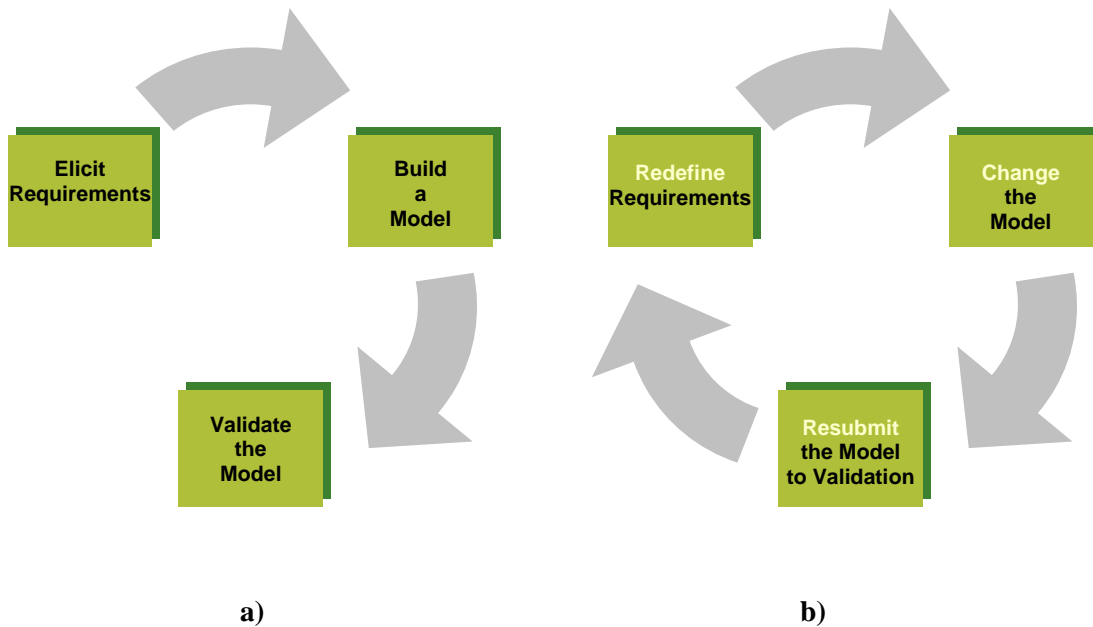 Elicit
Requirements
Build
a
Model
Validate
the
Model
a)
Redefine
Requirements
Change
the
Model
Resubmit
the Model
to Validation
b)